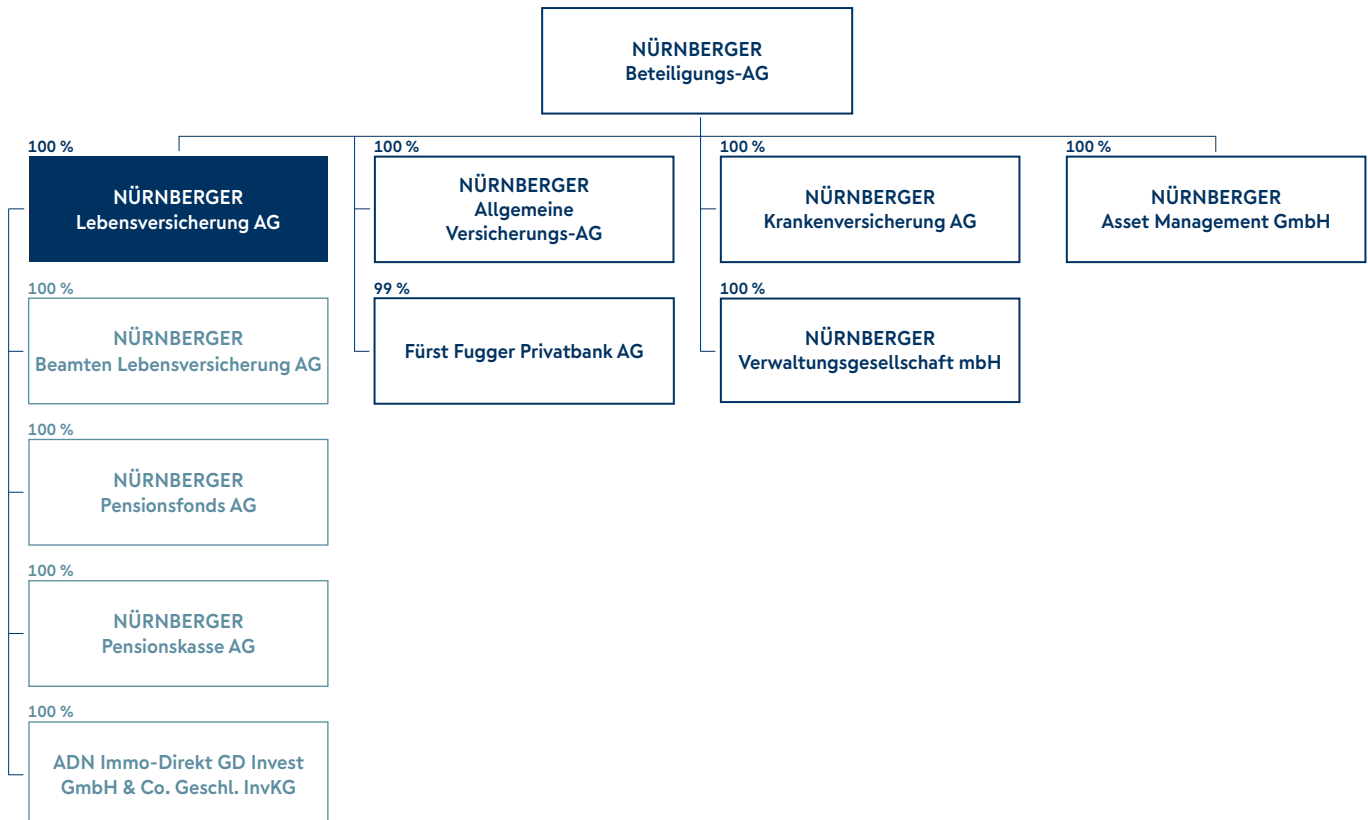 NÜRNBERGER
Beteiligungs-AG
100 %
NÜRNBERGER
Lebensversicherung AG
100 %
NÜRNBERGER
Allgemeine
Versicherungs-AG
100 %
NÜRNBERGER
Krankenversicherung AG
100 %
NÜRNBERGER
Asset Management GmbH
100 %
NÜRNBERGER
Beamten Lebensversicherung AG
99 %
Fürst Fugger Privatbank AG
100 %
NÜRNBERGER
Verwaltungsgesellschaft mbH
100 %
NÜRNBERGER
Pensionsfonds AG
100 %
NÜRNBERGER
Pensionskasse AG
100 %
ADN Immo-Direkt GD Invest
GmbH & Co. Geschl. InvKG